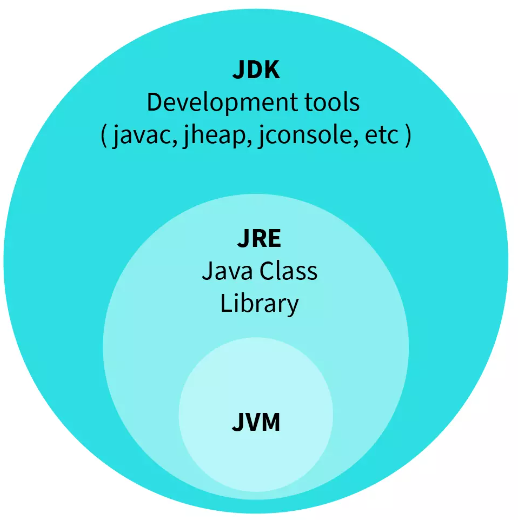 JDK
Development tools
( javac, jheap, jconsole, etc )
JRE
Java Class
Library
JVM